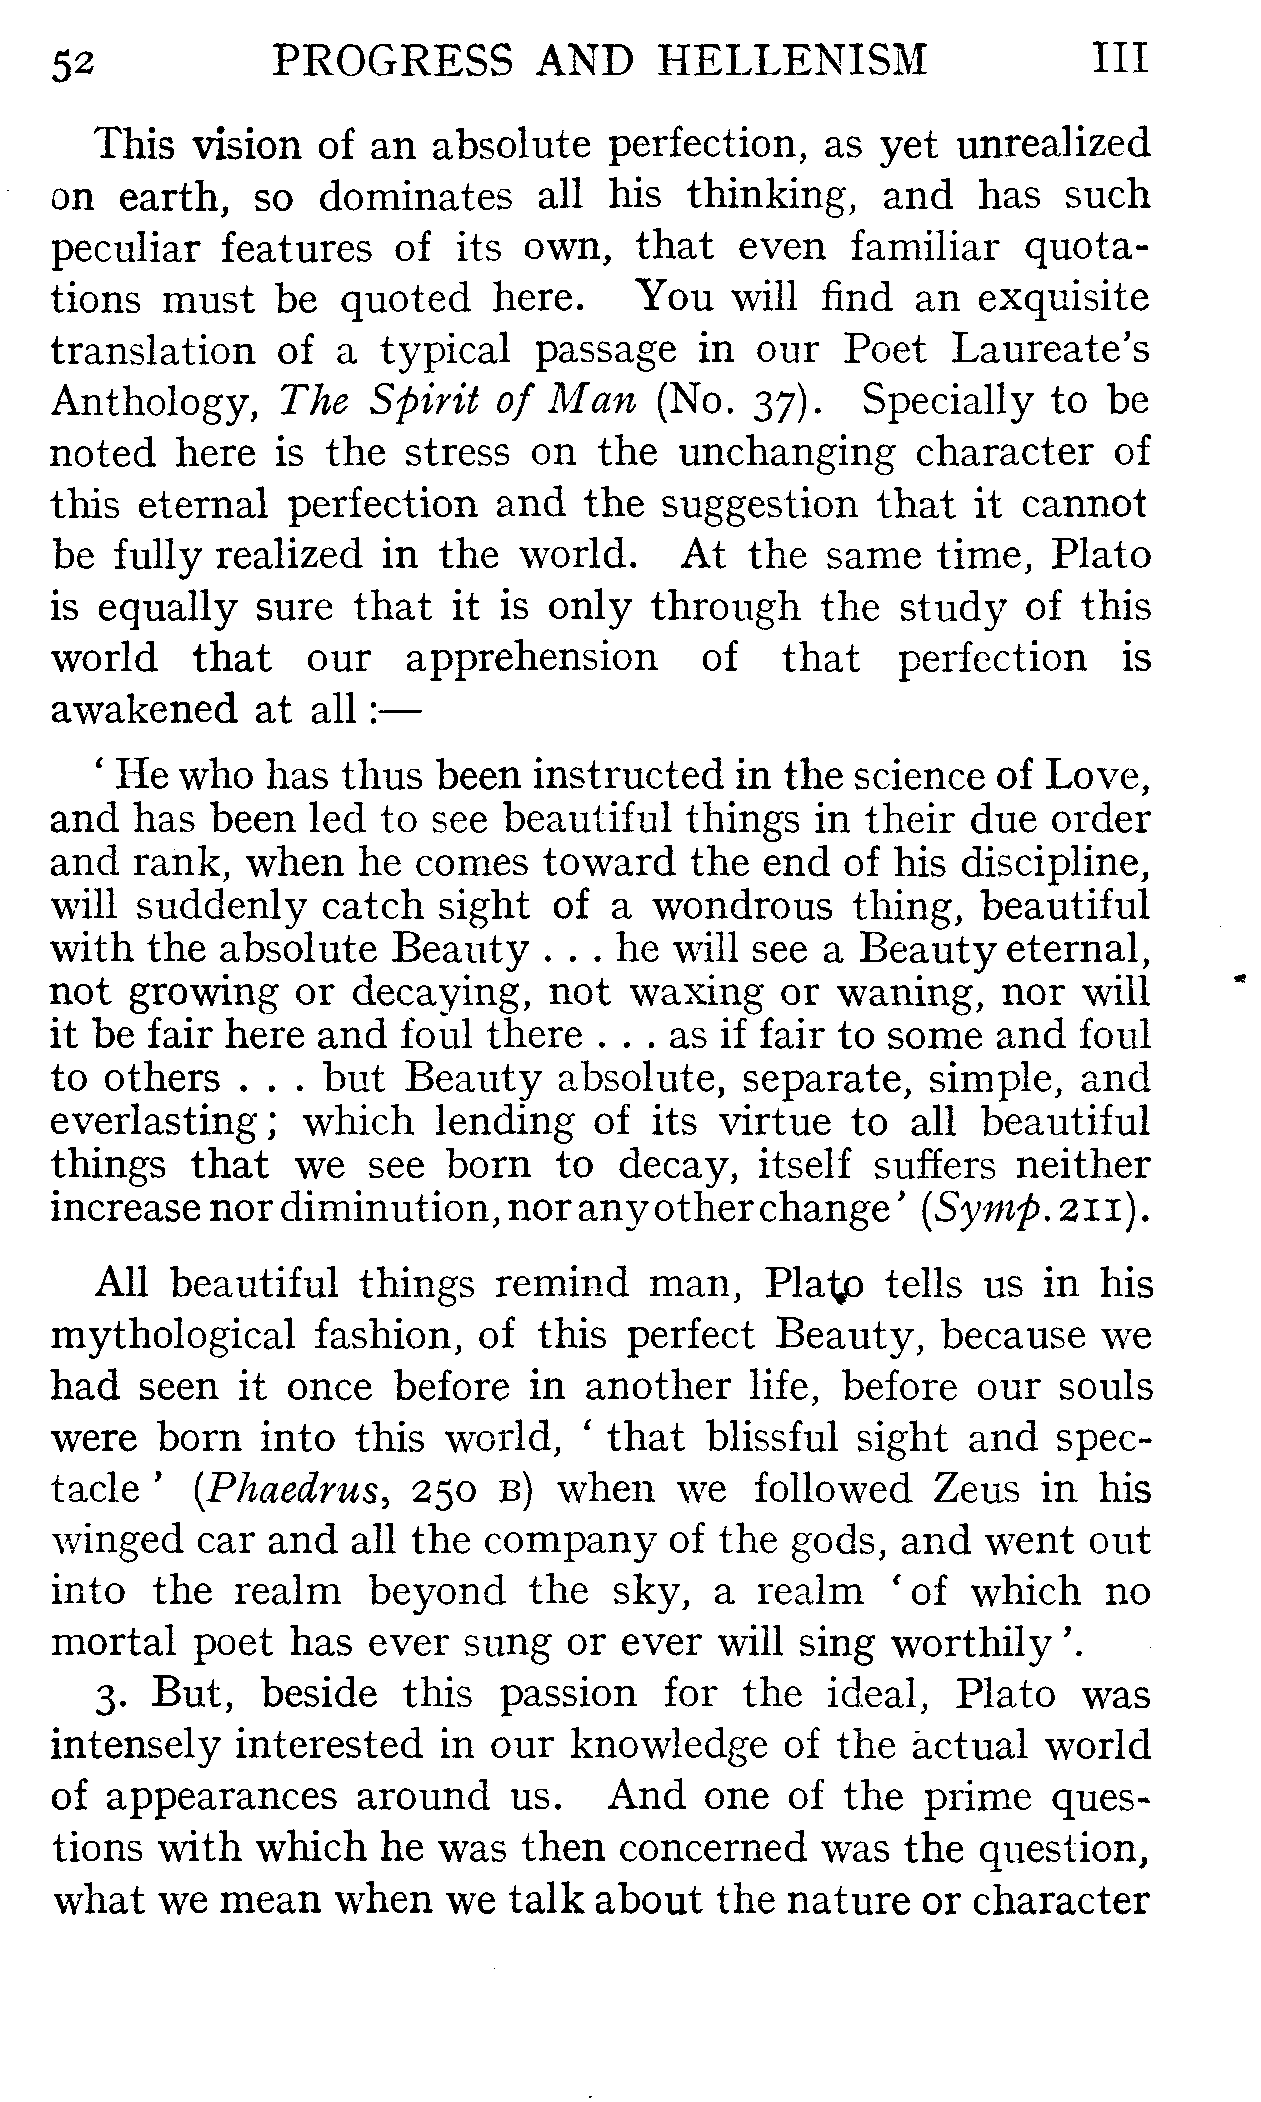 52 PROGRESS AND HELLENISM III
This vision of an absolute perfection, as yet unrealized
on earth, so dominates all his thinking, and has such
peculiar features of its own, that even familiar quota-
tions must be quoted here. You will find an exquisite
translation of a typical passage in our Poet Laureate's
Anthology, The Spirit of Man (No. 37). Specially to be
noted here is the stress on the unchanging character of
this eternal perfection and the suggestion that it cannot
be fully realized in the world. At the same time, Plato
is equally sure that it is only through the study of this
world that our apprehension of that perfection is
awakened at all :—
‘ He who has thus been instructed in the science of Love,
and has been led to see beautiful things in their due order
and rank, when he comes toward the end of his discipline,
will suddenly catch sight of a wondrous thing, beautiful
with the absolute Beauty . . . he will see a Beauty eternal,
not growing or decaying, not waxing or waning, nor will
it be fair here and foul there . . . as if fair to some and foul
to others . . . but Beauty absolute, separate, simple, and
everlasting ; which lending of its virtue to all beautiful
things that we see born to decay, itself suffers neither
increase nor diminution, nor any other change’ (Symp. 211).
All beautiful things remind man, Plato tells us in his
mythological fashion, of this perfect Beauty, because we
had seen it once before in another life, before our souls
were born into this world, ‘ that blissful sight and spec-
tacle ’ (Phaedrus, 250 B) when we followed Zeus in his
winged car and all the company of the gods, and went out
into the realm beyond the sky, a realm ‘ of which no
mortal poet has ever sung or ever will sing worthily ’.
3. But, beside this passion for the ideal, Plato was
intensely interested in our knowledge of the actual world
of appearances around us. And one of the prime ques-
tions with which he was then concerned was the question,
what we mean when we talk about the nature or character